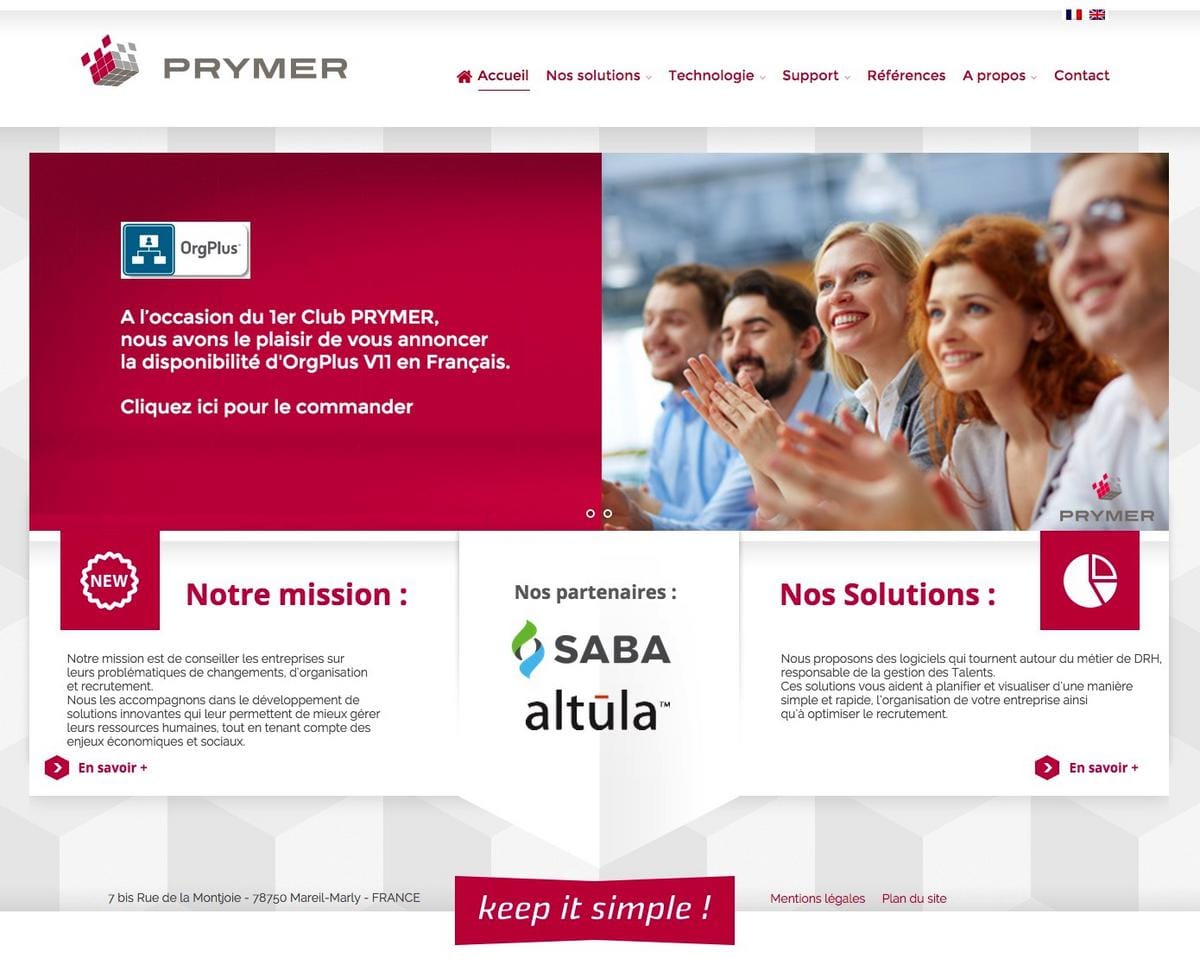 PRYMER
Accueil
Nos solutions
Technologie
Support
Références
A propos
Contact
OrgPlus
A l'occasion du 1er Club PRYMER,
nous avons le plaisir de vous annoncer
la disponibilité d'OrgPlus V11 en Français.
Cliquez ici pour le commander
PRYMER
NEW
Notre mission :
Notre mission est de conseiller les entreprises sur
leurs problématiques de changements, d'organisation
et recrutement.
Nous les accompagnons dans le développement de
solutions innovantes qui leur permettent de mieux gérer
leurs ressources humaines, tout en tenant compte des
enjeux économiques et sociaux.
En savoir +
Nos partenaires :
SABA
altūla™
Nos Solutions :
Nous proposons des logiciels qui tournent autour du métier de DRH,
responsable de la gestion des Talents.
Ces solutions vous aident à planifier et visualiser d'une manière
simple et rapide, l'organisation de votre entreprise ainsi
qu'à optimiser le recrutement.
En savoir +
7 bis Rue de la Montjoie - 78750 Mareil-Marly - FRANCE
keep it simple !
Mentions légales
Plan du site